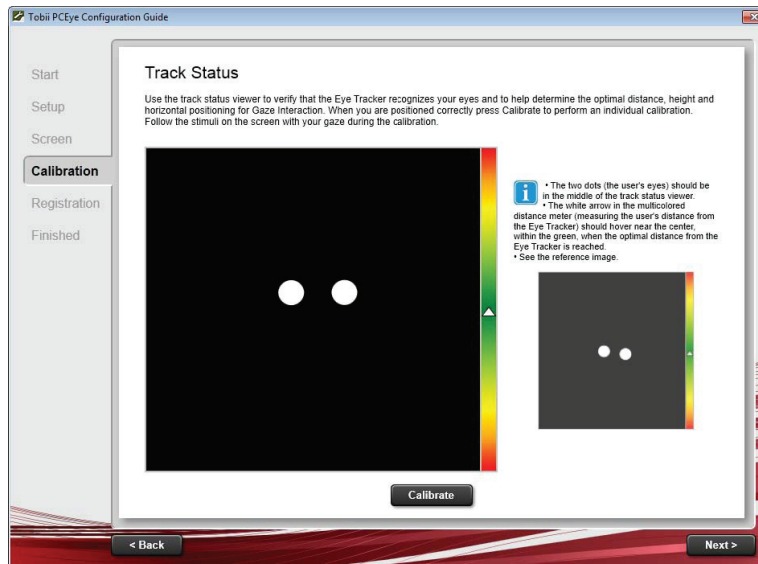 Tobii PCEye Configuration Guide
Start
Setup
Screen
Calibration
Registration
Finished
Track Status
Use the track status viewer to verify that the Eye Tracker recognizes your eyes and to help determine the optimal distance, height and
horizontal positioning for Gaze Interaction. When you are positioned correctly press Calibrate to perform an individual calibration.
Follow the stimuli on the screen with your gaze during the calibration.
• The two dots (the user's eyes) should be
in the middle of the track status viewer.
• The white arrow in the multicolored
distance meter (measuring the user's distance from
the Eye Tracker) should hover near the center,
within the green, when the optimal distance from the
Eye Tracker is reached.
• See the reference image.
Calibrate
< Back
Next >